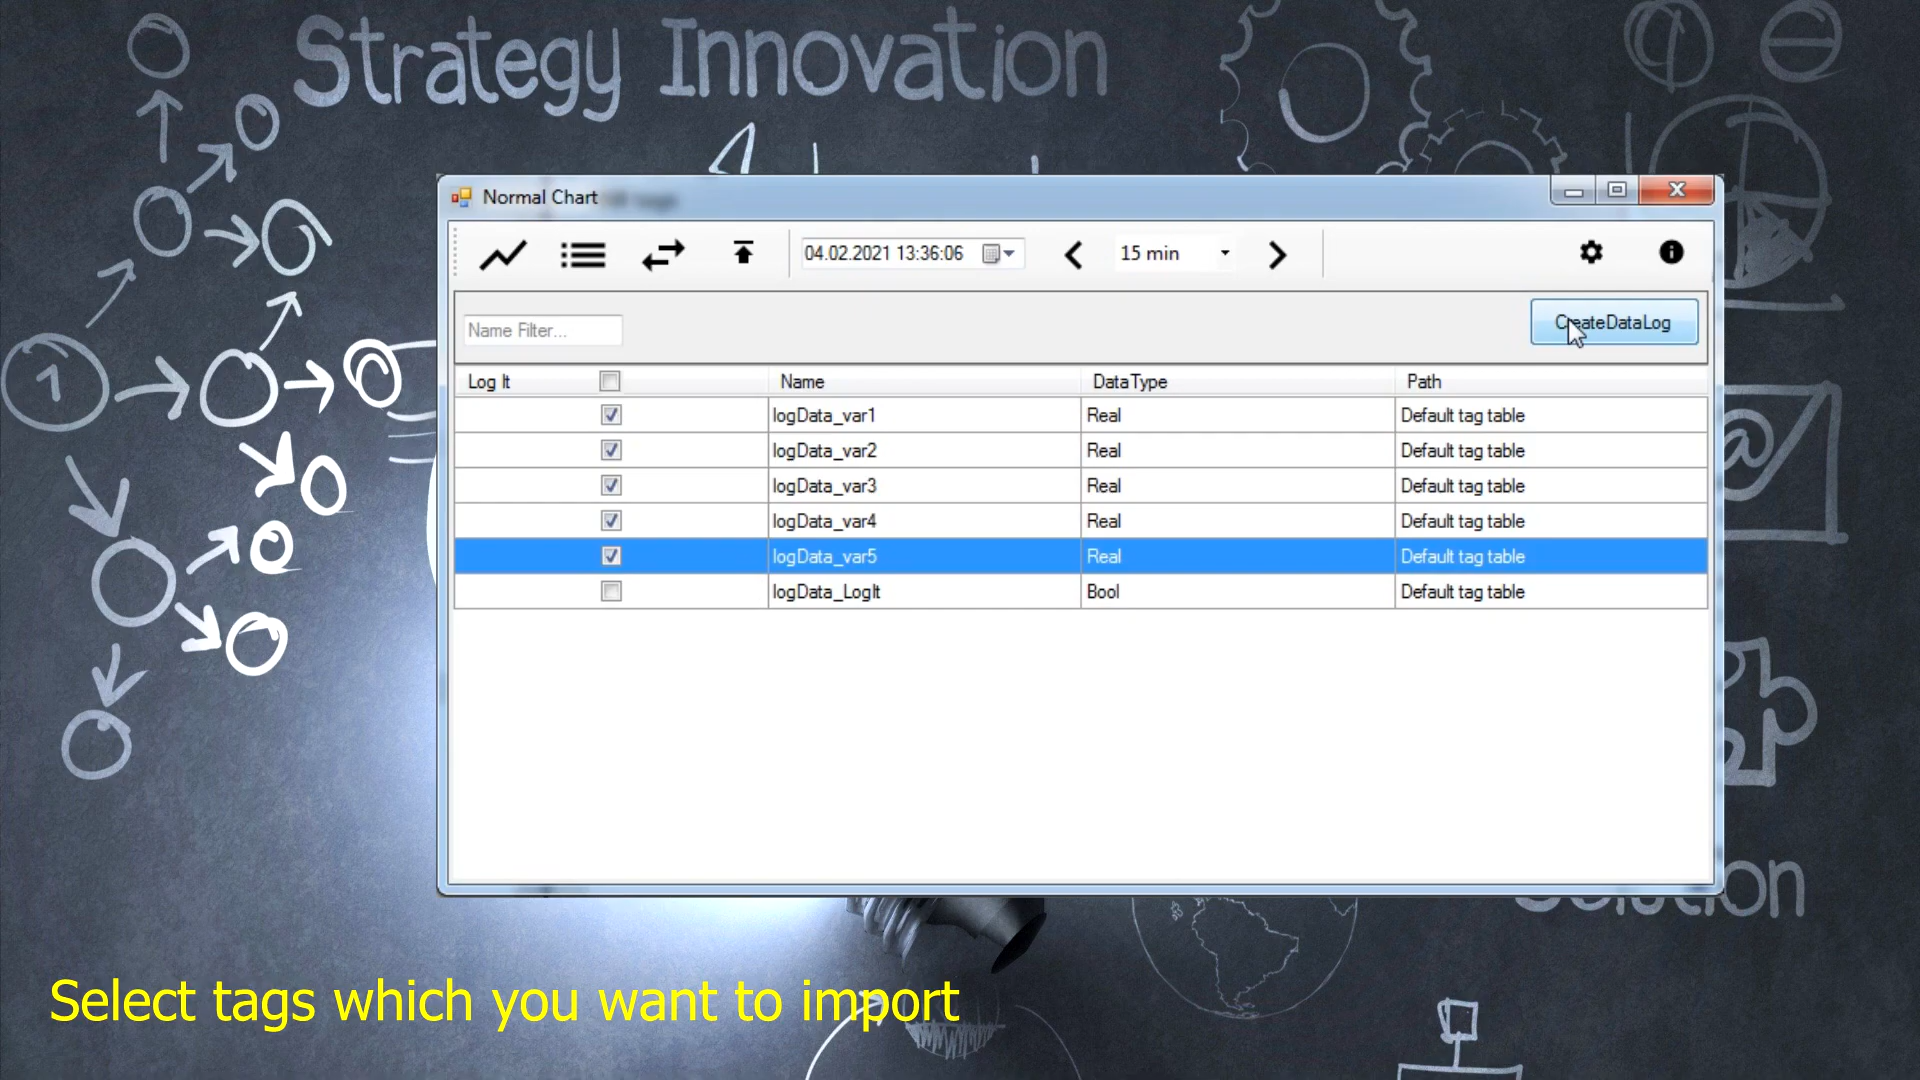 Strategy Innovation
Normal Chart
04.02.2021 13:36:06
15 min
Name Filter...
CreateDataLog
Log It Name DataType Path
logData_var1 Real Default tag table
logData_var2 Real Default tag table
logData_var3 Real Default tag table
logData_var4 Real Default tag table
logData_var5 Real Default tag table
logData_LogIt Bool Default tag table
1
@
Select tags which you want to import